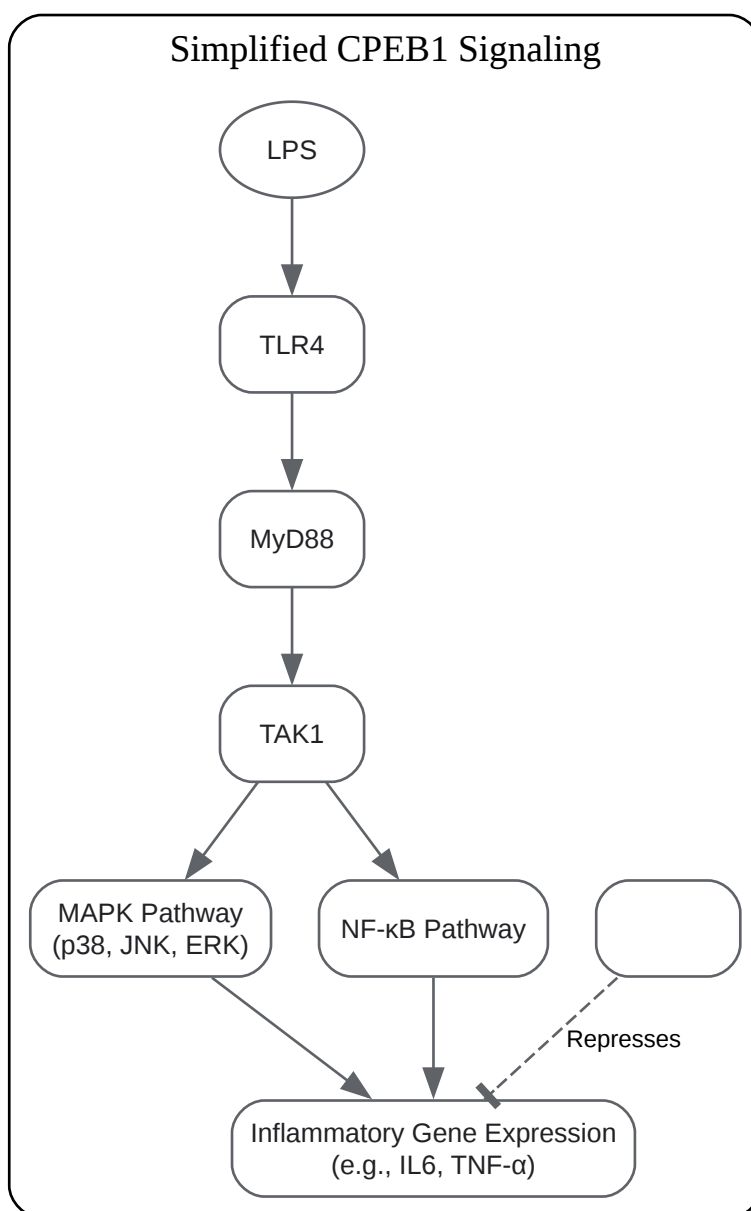 Simplified CPEB1 Signaling
LPS
TLR4
MyD88
TAK1
MAPK Pathway
(p38, JNK, ERK)
NF-κB Pathway
Represses
Inflammatory Gene Expression
(e.g., IL6, TNF-α)